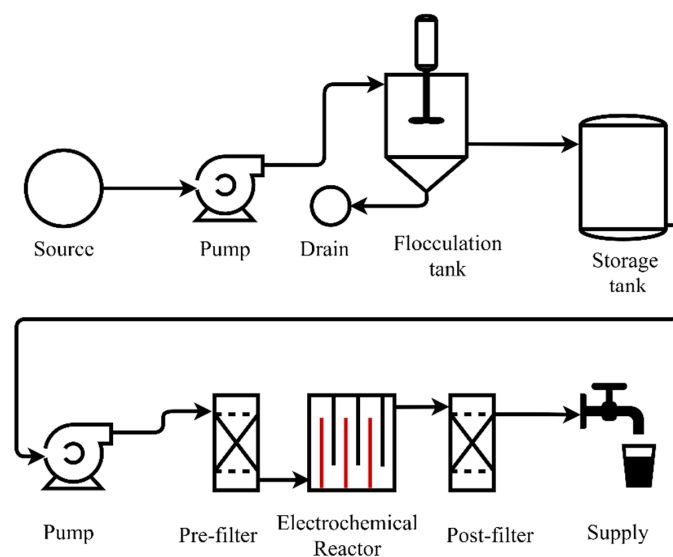 Source
Pump
Drain
Flocculation
tank
Storage
tank
Pump
Pre-filter
Electrochemical
Reactor
Post-filter
Supply